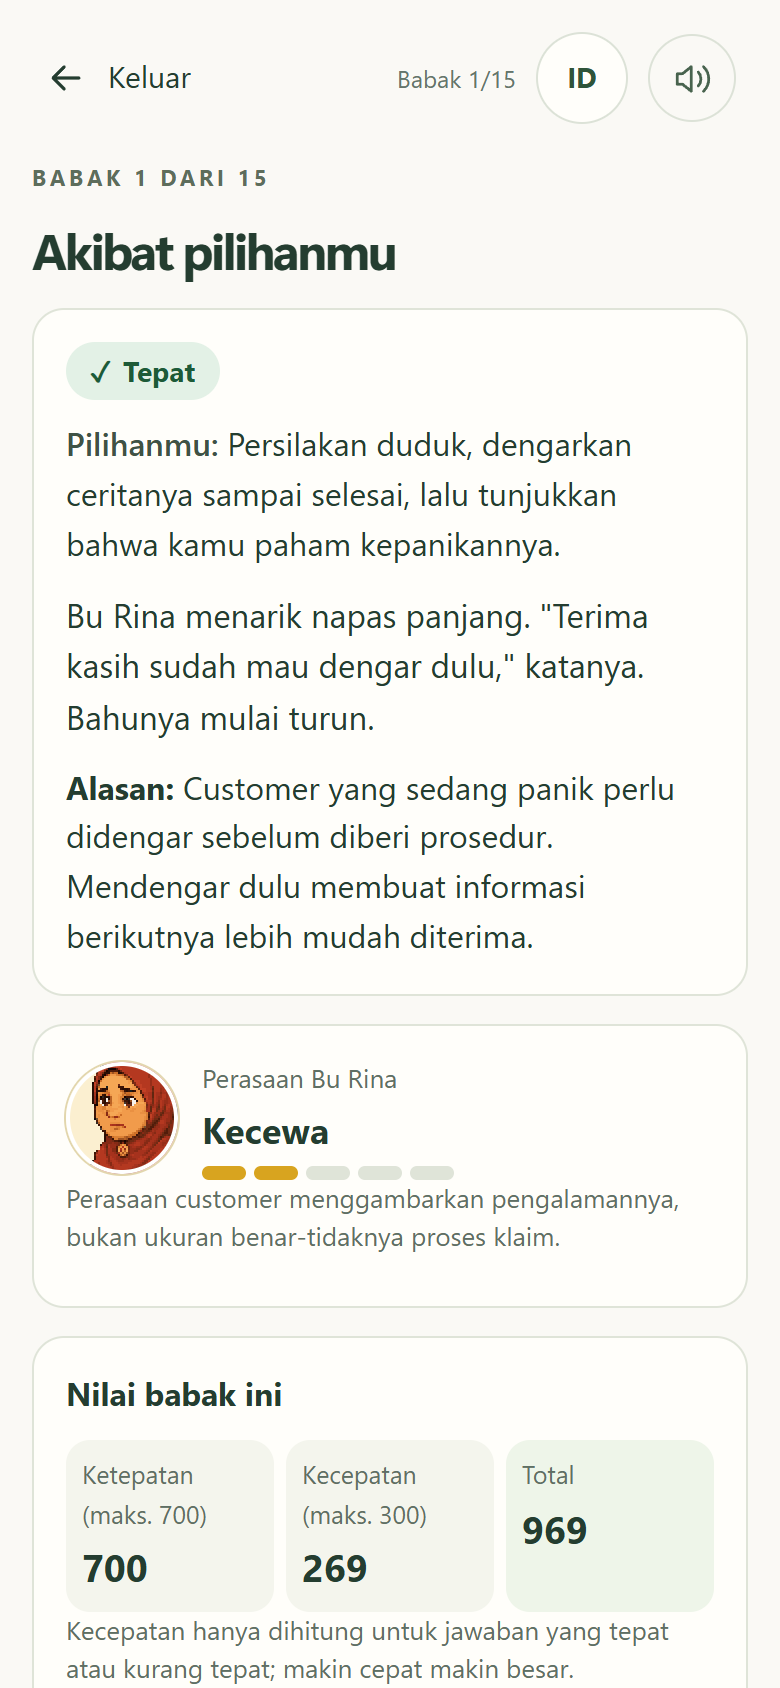 Keluar
Babak 1/15
ID
BABAK 1 DARI 15
Akibat pilihanmu
✓ Tepat
Pilihanmu: Persilakan duduk, dengarkan
ceritanya sampai selesai, lalu tunjukkan
bahwa kamu paham kepanikannya.
Bu Rina menarik napas panjang. "Terima
kasih sudah mau dengar dulu," katanya.
Bahunya mulai turun.
Alasan: Customer yang sedang panik perlu
didengar sebelum diberi prosedur.
Mendengar dulu membuat informasi
berikutnya lebih mudah diterima.
Perasaan Bu Rina
Kecewa
Perasaan customer menggambarkan pengalamannya,
bukan ukuran benar-tidaknya proses klaim.
Nilai babak ini
Ketepatan
(maks. 700)
700
Kecepatan
(maks. 300)
269
Total
969
Kecepatan hanya dihitung untuk jawaban yang tepat
atau kurang tepat; makin cepat makin besar.